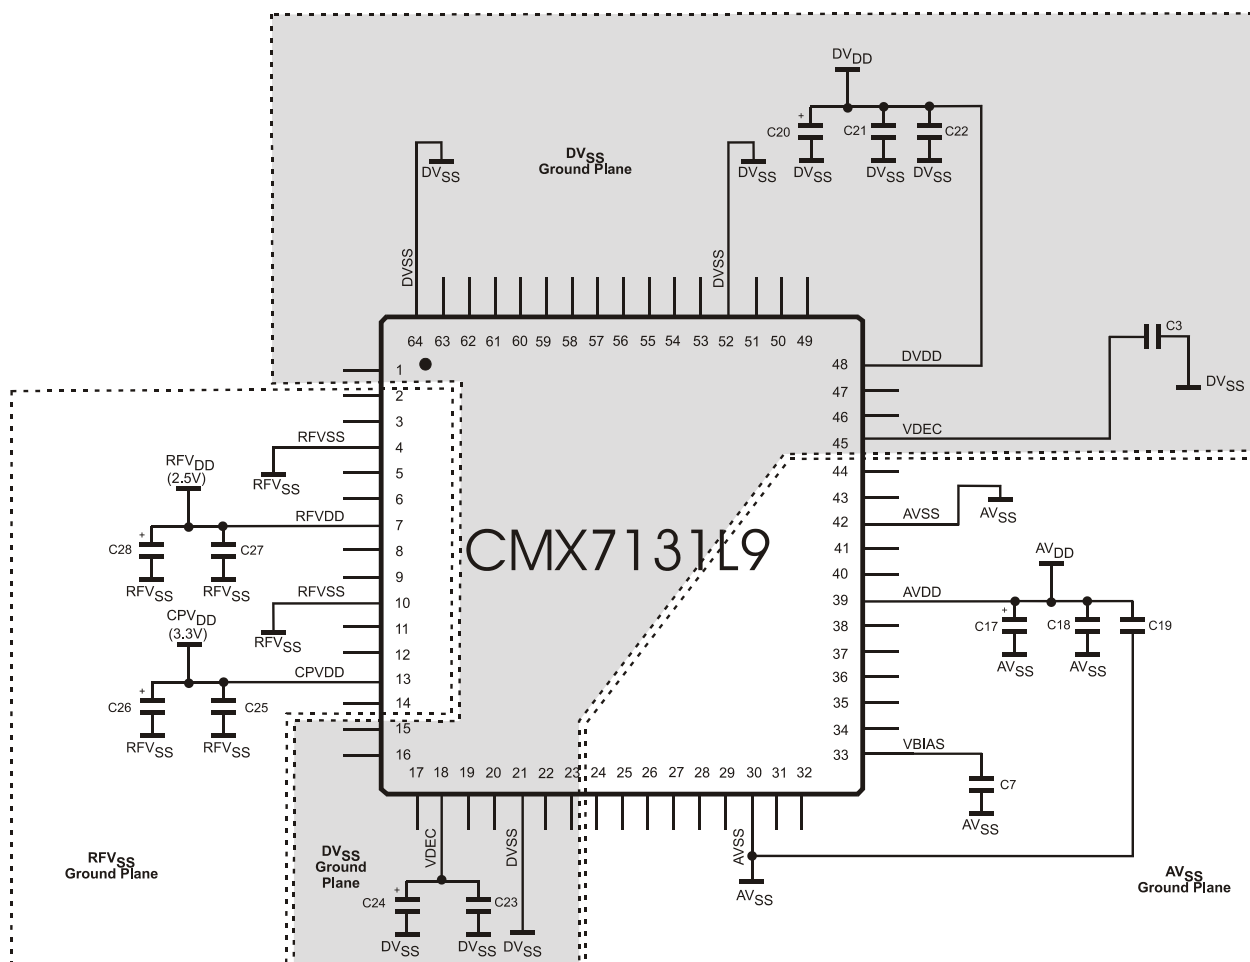 DVDD
C20
+
C21
C22
DVSS
DVSS
DVSS
DVSS
DVSS
DVSS
Ground Plane
DVSS
DVSS
64 63 62 61 60 59 58 57 56 55 54 53 52 51 50 49
C3
DVSS
1
2
3
4
5
6
7
8
9
10
11
12
13
14
15
16
48
47
46
45
44
43
42
41
40
39
38
37
36
35
34
33
DVDD
VDEC
RFVSS
RFVSS
RFVDD
(2.5V)
RFVDD
+
C28
C27
RFVSS
RFVSS
RFVSS
RFVSS
CPVDD
(3.3V)
CPVDD
+
C26
C25
RFVSS
RFVSS
CMX7131L9
AVSS
AVSS
AVDD
AVDD
+
C17
C18
C19
AVSS
AVSS
VBIAS
C7
AVSS
17 18 19 20 21 22 23 24 25 26 27 28 29 30 31 32
VDEC
DVSS
AVSS
RFVSS
Ground Plane
DVSS
Ground
Plane
+
C24
C23
DVSS
DVSS
DVSS
AVSS
AVSS
Ground Plane